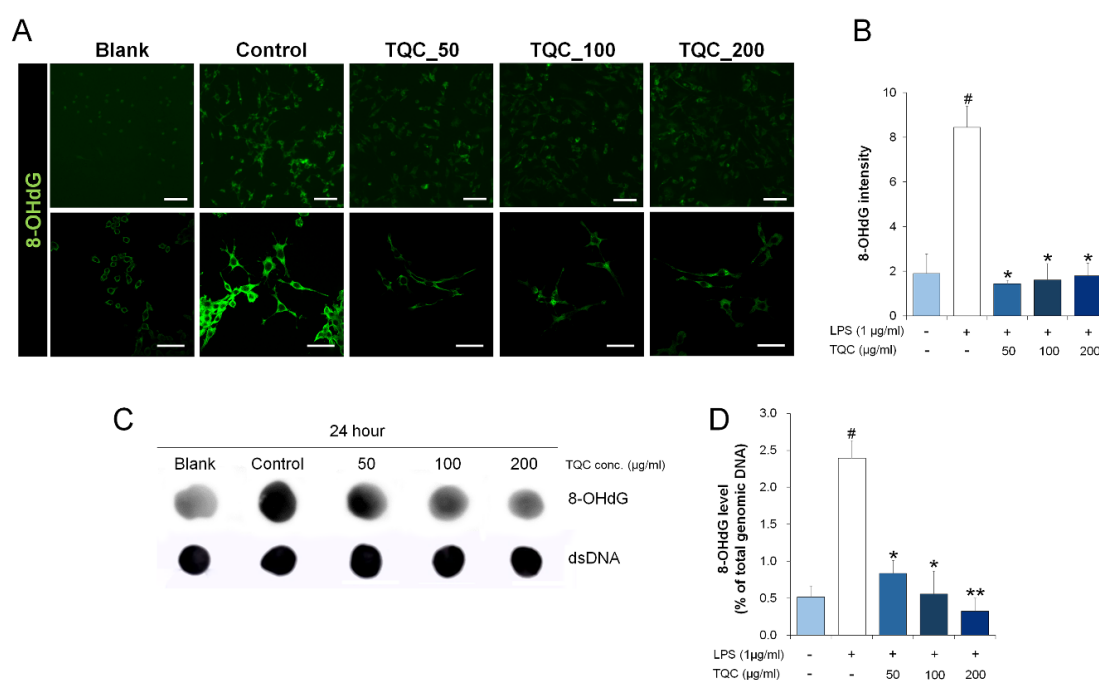 A
Blank Control TQC_50 TQC_100 TQC_200
8-OHdG
B
8-OHdG intensity
10
8
6
4
2
0
#
* * *
LPS (1 µg/ml) - + + + +
TQC (µg/ml) - - 50 100 200
C
24 hour
Blank Control 50 100 200 TQC conc. (µg/ml)
8-OHdG
dsDNA
D
8-OHdG level
(% of total genomic DNA)
3.0
2.5
2.0
1.5
1.0
0.5
0.0
#
* * **
LPS (1µg/ml) - + + + +
TQC (µg/ml) - - 50 100 200